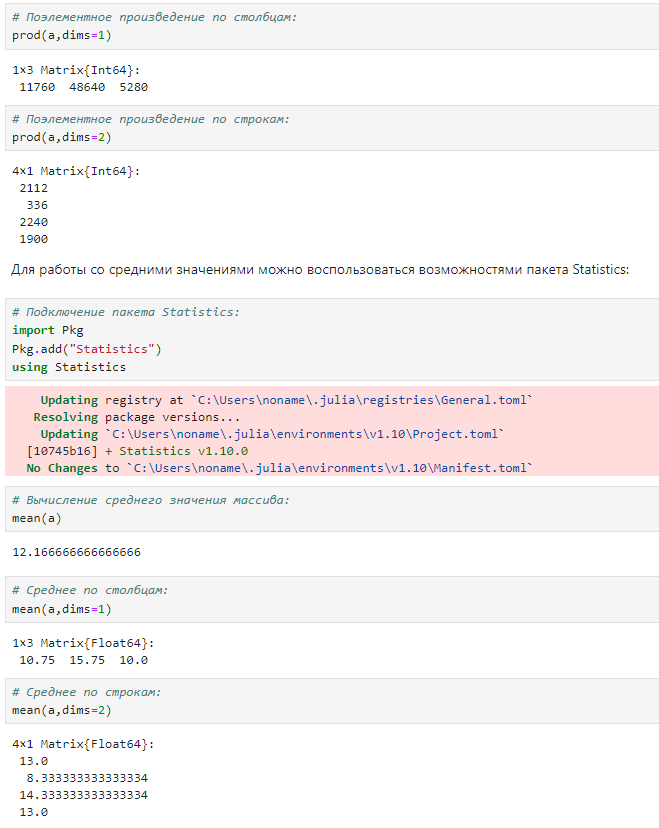 # Поэлементное произведение по столбцам:
prod(a,dims=1)
1×3 Matrix{Int64}:
 11760  48640  5280
# Поэлементное произведение по строкам:
prod(a,dims=2)
4×1 Matrix{Int64}:
 2112
  336
 2240
 1900
Для работы со средними значениями можно воспользоваться возможностями пакета Statistics:
# Подключение пакета Statistics:
import Pkg
Pkg.add("Statistics")
using Statistics
    Updating registry at `C:\Users\noname\.julia\registries\General.toml`
   Resolving package versions...
    Updating `C:\Users\noname\.julia\environments\v1.10\Project.toml`
  [10745b16] + Statistics v1.10.0
  No Changes to `C:\Users\noname\.julia\environments\v1.10\Manifest.toml`
# Вычисление среднего значения массива:
mean(a)
12.166666666666666
# Среднее по столбцам:
mean(a,dims=1)
1×3 Matrix{Float64}:
 10.75  15.75  10.0
# Среднее по строкам:
mean(a,dims=2)
4×1 Matrix{Float64}:
 13.0
  8.333333333333334
 14.333333333333334
 13.0